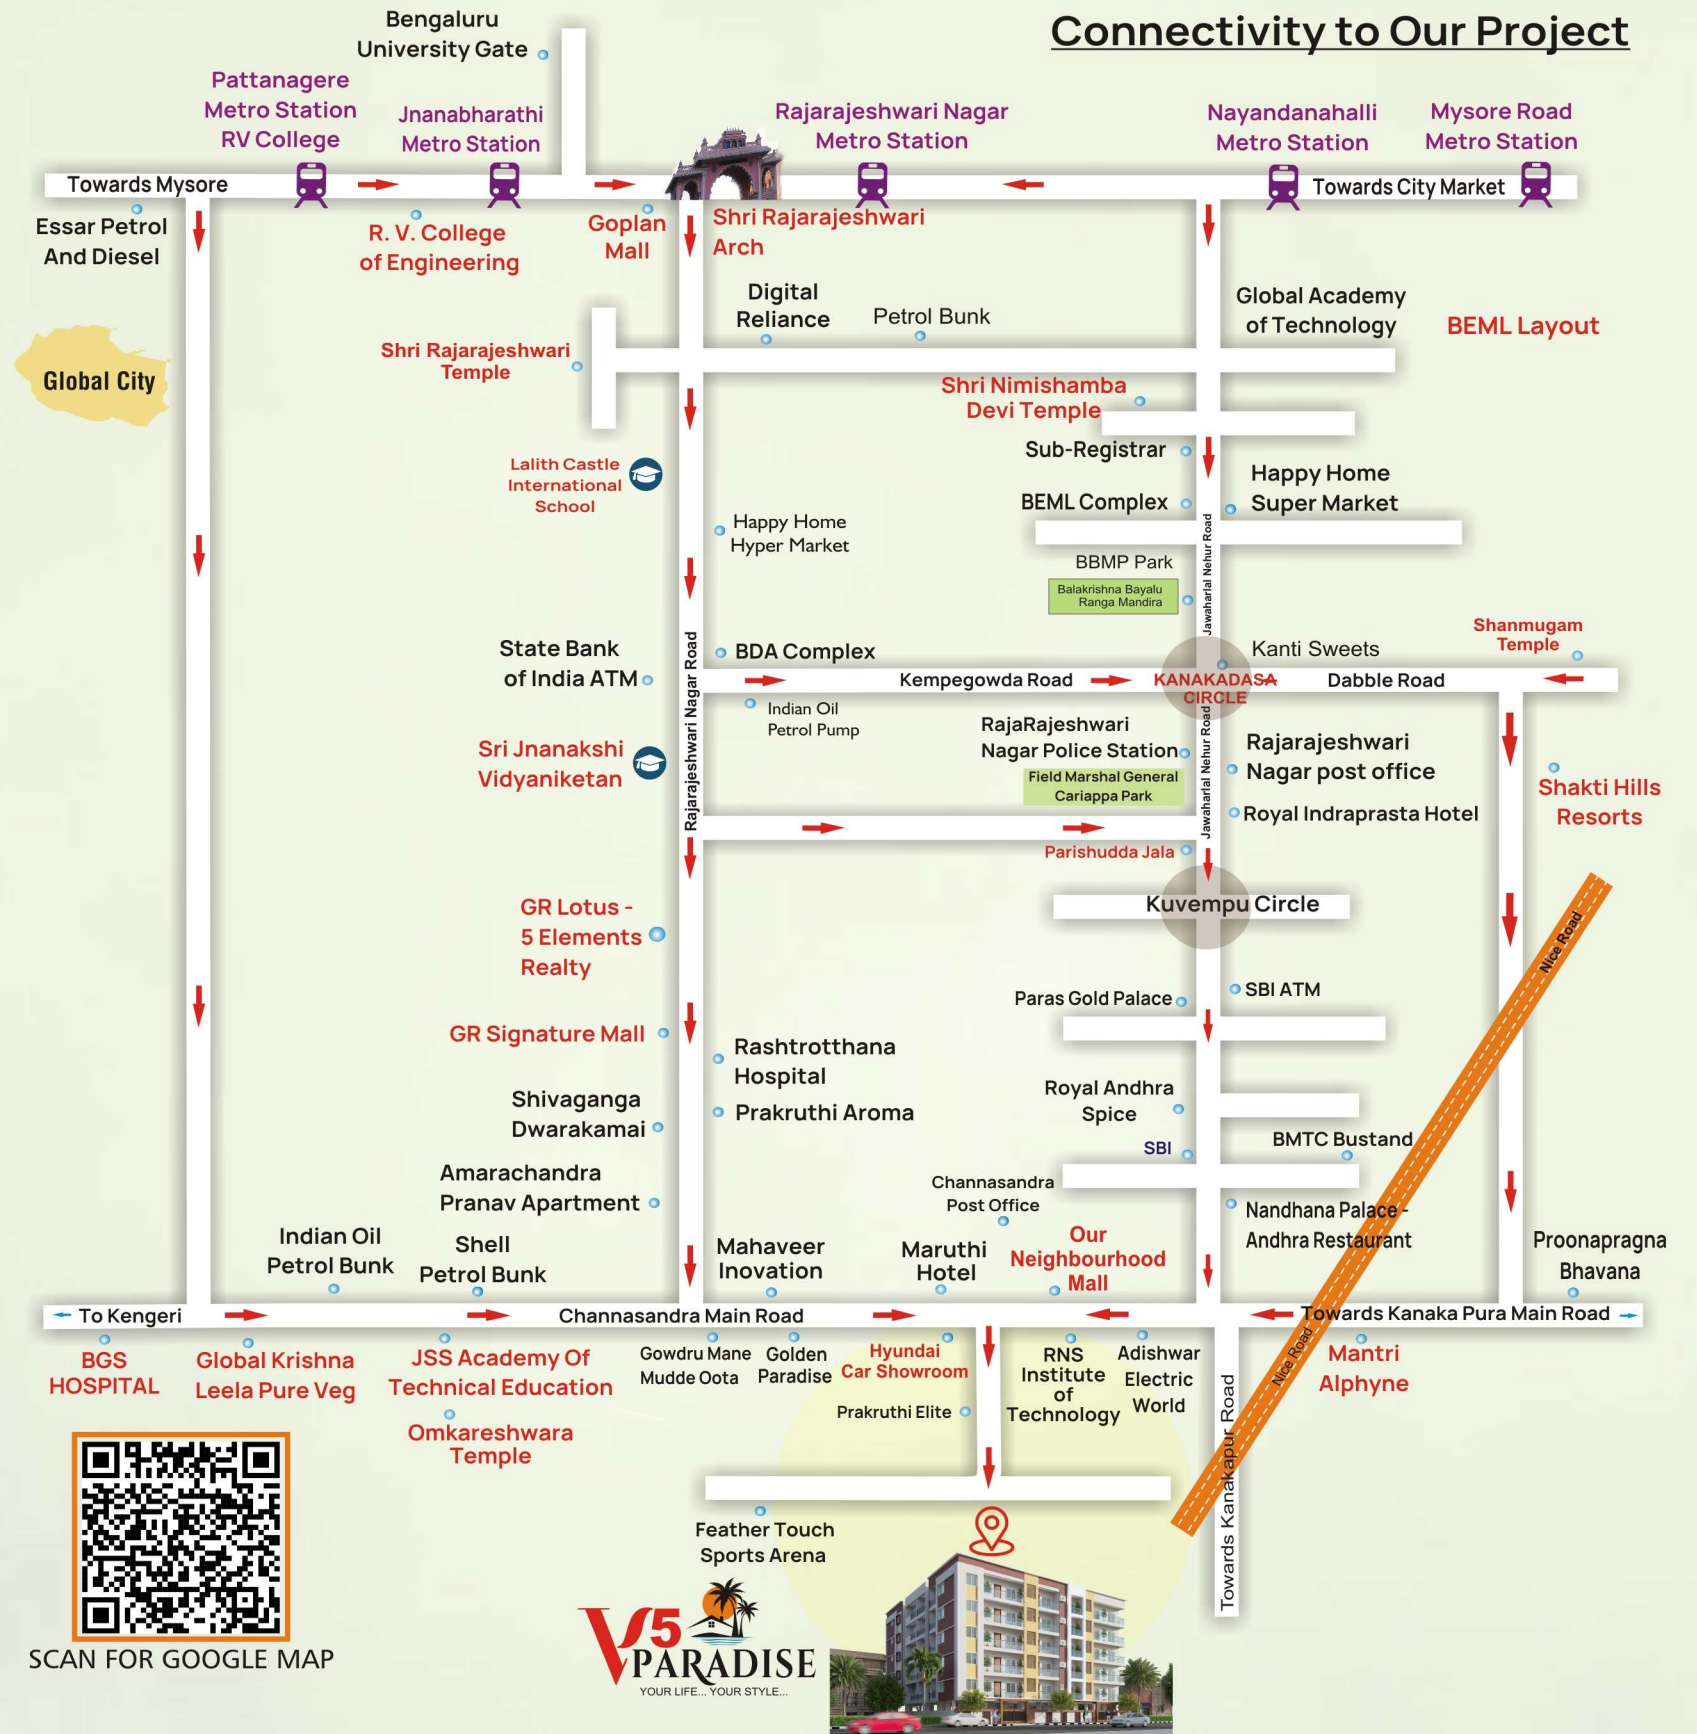 Connectivity to Our Project
Bengaluru
University Gate
Pattanagere
Metro Station
RV College
Jnanabharathi
Metro Station
Rajarajeshwari Nagar
Metro Station
Nayandanahalli
Metro Station
Mysore Road
Metro Station
Towards Mysore
Towards City Market
Essar Petrol
And Diesel
R. V. College
of Engineering
Goplan
Mall
Shri Rajarajeshwari
Arch
Digital
Reliance
Petrol Bunk
Global Academy
of Technology
BEML Layout
Global City
Shri Rajarajeshwari
Temple
Shri Nimishamba
Devi Temple
Sub-Registrar
Lalith Castle
International
School
BEML Complex
Happy Home
Super Market
Happy Home
Hyper Market
Jawaharlal Nehur Road
BBMP Park
Balakrishna Bayalu
Ranga Mandira
State Bank
of India ATM
Rajarajeshwari Nagar Road
BDA Complex
Kanti Sweets
Shanmugam
Temple
Kempegowda Road
KANAKADASA
CIRCLE
Dabble Road
Indian Oil
Petrol Pump
RajaRajeshwari
Nagar Police Station
Jawaharlal Nehur Road
Rajarajeshwari
Nagar post office
Sri Jnanakshi
Vidyaniketan
Field Marshal General
Cariappa Park
Shakti Hills
Resorts
Royal Indraprasta Hotel
Parishudda Jala
Kuvempu Circle
GR Lotus -
5 Elements
Realty
Nice Road
Paras Gold Palace
SBI ATM
GR Signature Mall
Rashtrotthana
Hospital
Shivaganga
Dwarakamai
Prakruthi Aroma
Royal Andhra
Spice
SBI
BMTC Bustand
Amarachandra
Pranav Apartment
Channasandra
Post Office
Nandhana Palace -
Andhra Restaurant
Indian Oil
Petrol Bunk
Shell
Petrol Bunk
Mahaveer
Inovation
Maruthi
Hotel
Our
Neighbourhood
Mall
Proonapragna
Bhavana
To Kengeri
Channasandra Main Road
Towards Kanaka Pura Main Road
BGS
HOSPITAL
Global Krishna
Leela Pure Veg
JSS Academy Of
Technical Education
Gowdru Mane
Mudde Oota
Golden
Paradise
Hyundai
Car Showroom
RNS
Institute
of
Technology
Adishwar
Electric
World
Nice Road
Mantri
Alphyne
Omkareshwara
Temple
Prakruthi Elite
Towards Kanakapur Road
Feather Touch
Sports Arena
V5
PARADISE
YOUR LIFE... YOUR STYLE...
SCAN FOR GOOGLE MAP